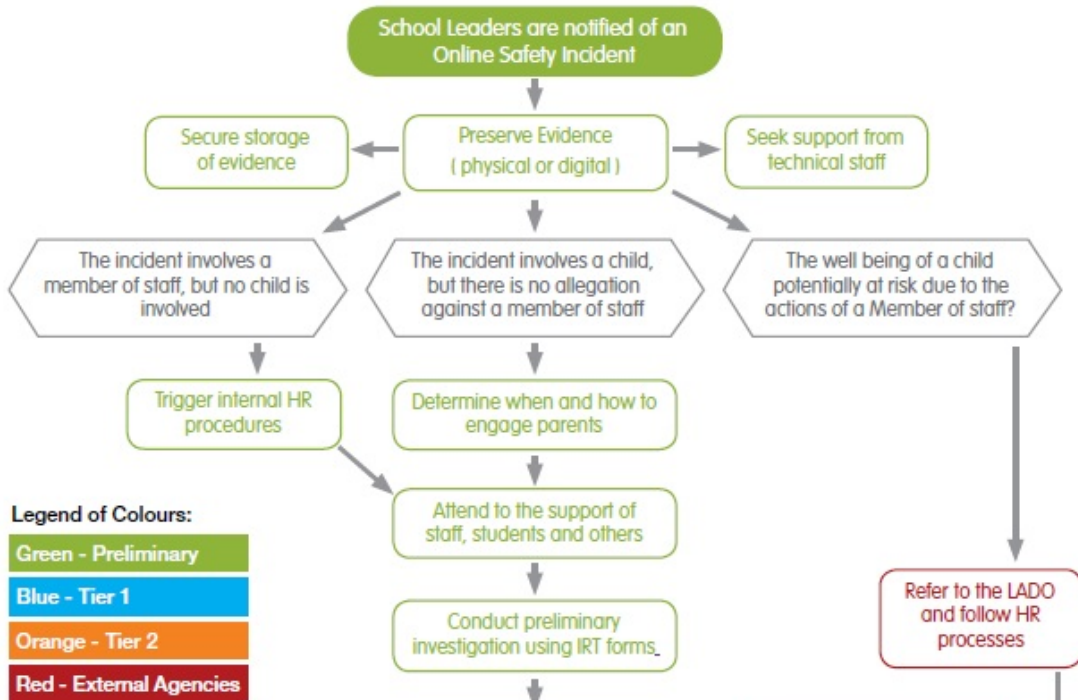 School Leaders are notified of an
Online Safety Incident
Secure storage
of evidence
Preserve Evidence
( physical or digital )
Seek support from
technical staff
The incident involves a
member of staff, but no child is
involved
The incident involves a child,
but there is no allegation
against a member of staff
The well being of a child
potentially at risk due to the
actions of a Member of staff?
Trigger internal HR
procedures
Determine when and how to
engage parents
Attend to the support of
staff, students and others
Legend of Colours:
Green - Preliminary
Blue - Tier 1
Orange - Tier 2
Red - External Agencies
Conduct preliminary
investigation using IRT forms_
Refer to the LADO
and follow HR
processes